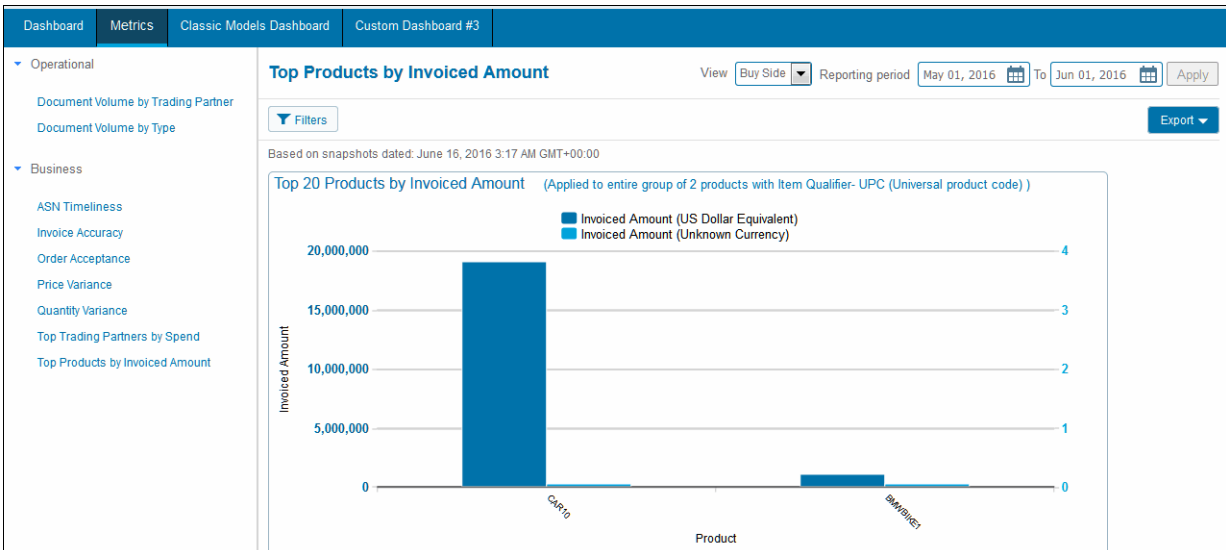 Dashboard Metrics Classic Models Dashboard Custom Dashboard #3
Operational
Document Volume by Trading Partner
Document Volume by Type
Business
ASN Timeliness
Invoice Accuracy
Order Acceptance
Price Variance
Quantity Variance
Top Trading Partners by Spend
Top Products by Invoiced Amount
Top Products by Invoiced Amount
View Buy Side Reporting period May 01, 2016 To Jun 01, 2016 Apply
Filters
Export
Based on snapshots dated: June 16, 2016 3:17 AM GMT+00:00
Top 20 Products by Invoiced Amount (Applied to entire group of 2 products with Item Qualifier- UPC (Universal product code) )
Invoiced Amount (US Dollar Equivalent)
Invoiced Amount (Unknown Currency)
20,000,000 4
15,000,000 3
10,000,000 2
5,000,000 1
0 0
Invoiced Amount
CAR10 BMWBIKE1
Product